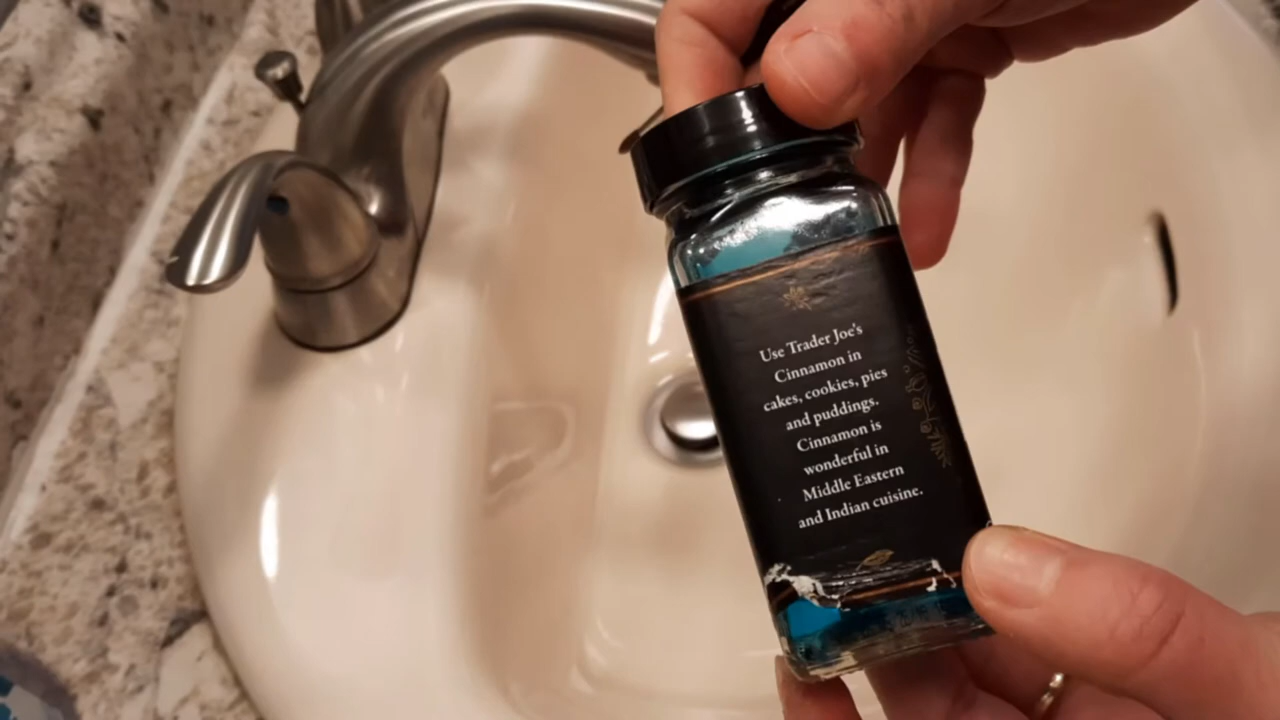 Use Trader Joe's
Cinnamon in
cakes, cookies, pies
and puddings.
Cinnamon is
wonderful in
Middle Eastern
and Indian cuisine.